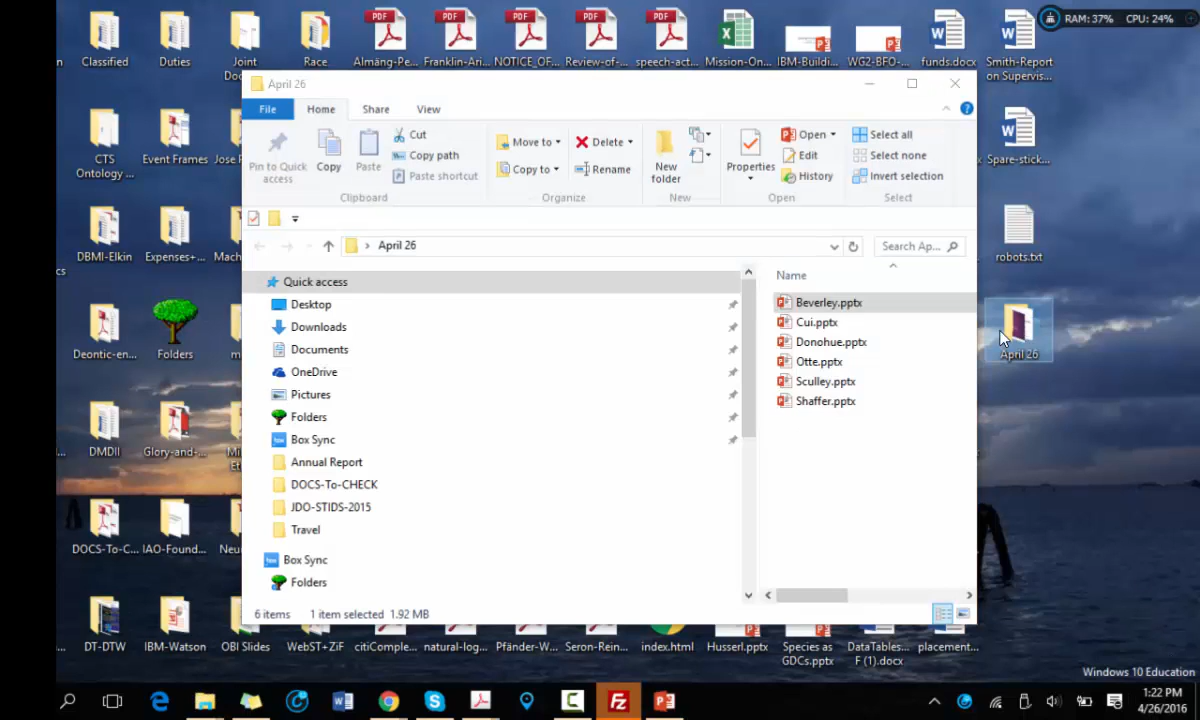 RAM: 37% CPU: 24%
Classified
Duties
Joint
Race
Almäng-Pe...
Franklin-Ari...
NOTICE_OF...
Review-of-...
speech-act...
Mission-On...
IBM-Buildi...
WG2-BFO-...
funds.docx
Smith-Report
on Supervis...
April 26
File
Home
Share
View
Pin to Quick
access
Copy
Paste
Cut
Copy path
Paste shortcut
Clipboard
Move to
Copy to
Delete
Rename
Organize
New
folder
New
Properties
Open
Edit
History
Open
Select all
Select none
Invert selection
Select
April 26
Search Ap...
Quick access
Desktop
Downloads
Documents
OneDrive
Pictures
Folders
Box Sync
Annual Report
DOCS-To-CHECK
JDO-STIDS-2015
Travel
Box Sync
Folders
Name
Beverley.pptx
Cui.pptx
Donohue.pptx
Otte.pptx
Sculley.pptx
Shaffer.pptx
6 items 1 item selected 1.92 MB
CTS
Ontology ...
Event Frames
Jose
Spare-stick...
DBMI-Elkin
Expenses+...
robots.txt
Deontic-en...
Folders
April 26
DMDII
Glory-and-...
DOCS-To-C...
IAO-Found...
DT-DTW
IBM-Watson
OBI Slides
WebST+ZiF
citiComple...
natural-log...
Pfänder-W...
Seron-Rein...
index.html
Husserl.pptx
Species as
GDCs.pptx
DataTables...
F (1).docx
placement...
Windows 10 Education
1:22 PM
4/26/2016